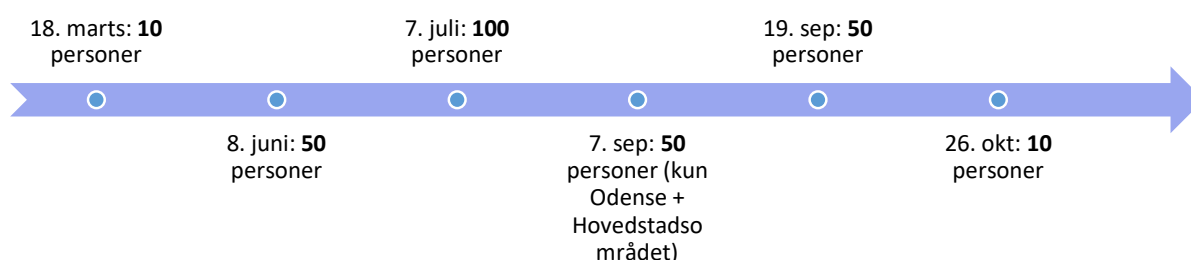 18. marts: 10
personer
8. juni: 50
personer
7. juli: 100
personer
7. sep: 50
personer (kun
Odense +
Hovedstadso
mrådet)
19. sep: 50
personer
26. okt: 10
personer